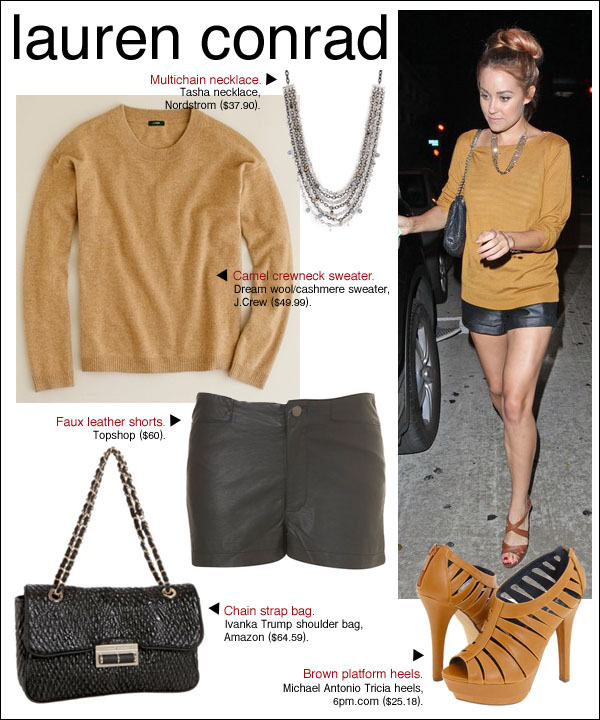 lauren conrad
Multichain necklace.
Tasha necklace,
Nordstrom ($37.90).
Camel crewneck sweater.
Dream wool/cashmere sweater,
J.Crew ($49.99).
Faux leather shorts.
Topshop ($60).
Chain strap bag.
Ivanka Trump shoulder bag,
Amazon ($64.59).
Brown platform heels.
Michael Antonio Tricia heels,
6pm.com ($25.18).